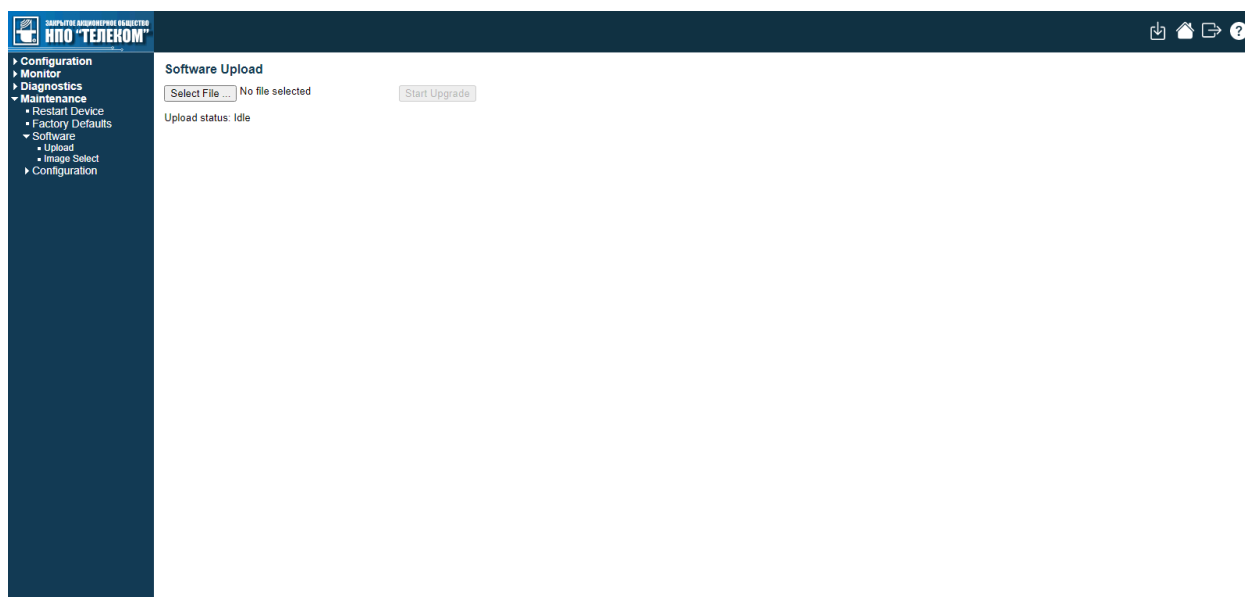 ЗАКРЫТОЕ АКЦИОНЕРНОЕ ОБЩЕСТВО
НПО "ТЕЛЕКОМ"
?
Configuration
Monitor
Diagnostics
Maintenance
Restart Device
Factory Defaults
Software
Upload
Image Select
Configuration
Software Upload
Select File ... No file selected Start Upgrade
Upload status: Idle